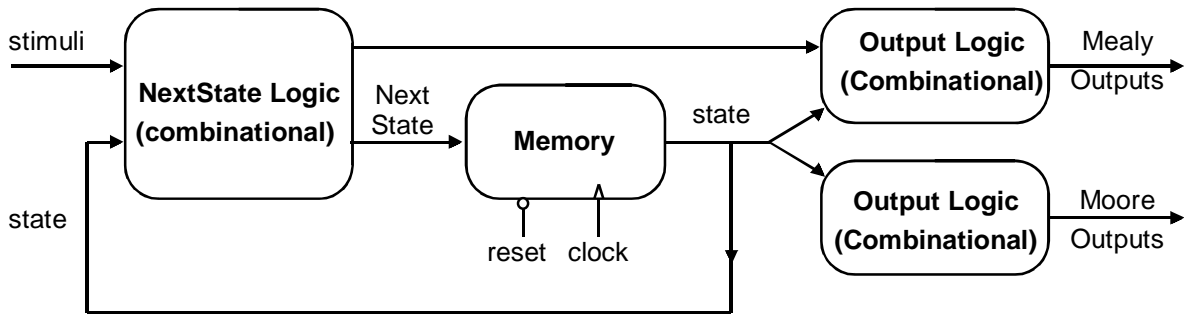 stimuli
NextState Logic
(combinational)
state
Next
State
Memory
reset
clock
state
Output Logic
(Combinational)
Mealy
Outputs
Output Logic
(Combinational)
Moore
Outputs